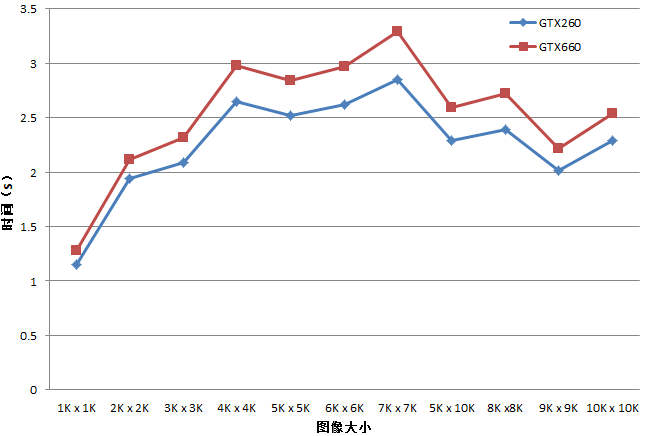 3.5
GTX260
GTX660
3
2.5
2
1.5
1
0.5
0
时间（s）
1K x 1K 2K x 2K 3K x 3K 4K x 4K 5K x 5K 6K x 6K 7K x 7K 5K x 10K 8K x8K 9K x 9K 10K x 10K
图像大小